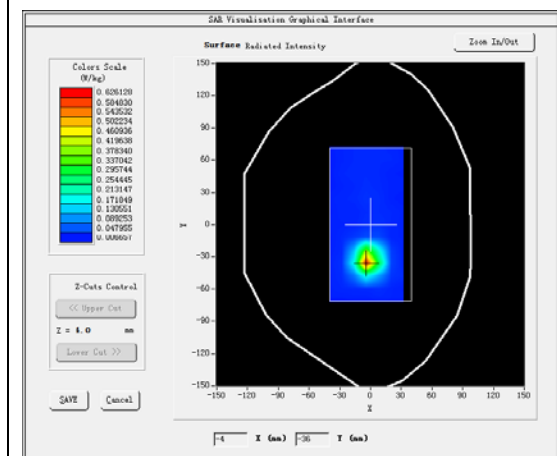 SAR Visualisation Graphical Interface
Surface Radiated Intensity
Zoom In/Out
Colors Scale
(W/kg)
0.626128
0.584830
0.543532
0.502234
0.460936
0.419638
0.378340
0.337042
0.295744
0.254445
0.213147
0.171849
0.130551
0.089253
0.047955
0.006657
Z-Cuts Control
<< Upper Cut
Z = 4.0 mm
Lower Cut >>
SAVE Cancel
150-
120-
90-
60-
30-
0-
-30-
-60-
-90-
-120-
-150-
Y
-150 -120 -90 -60 -30 0 30 60 90 120 150
X
-4 X (mm) -36 Y (mm)